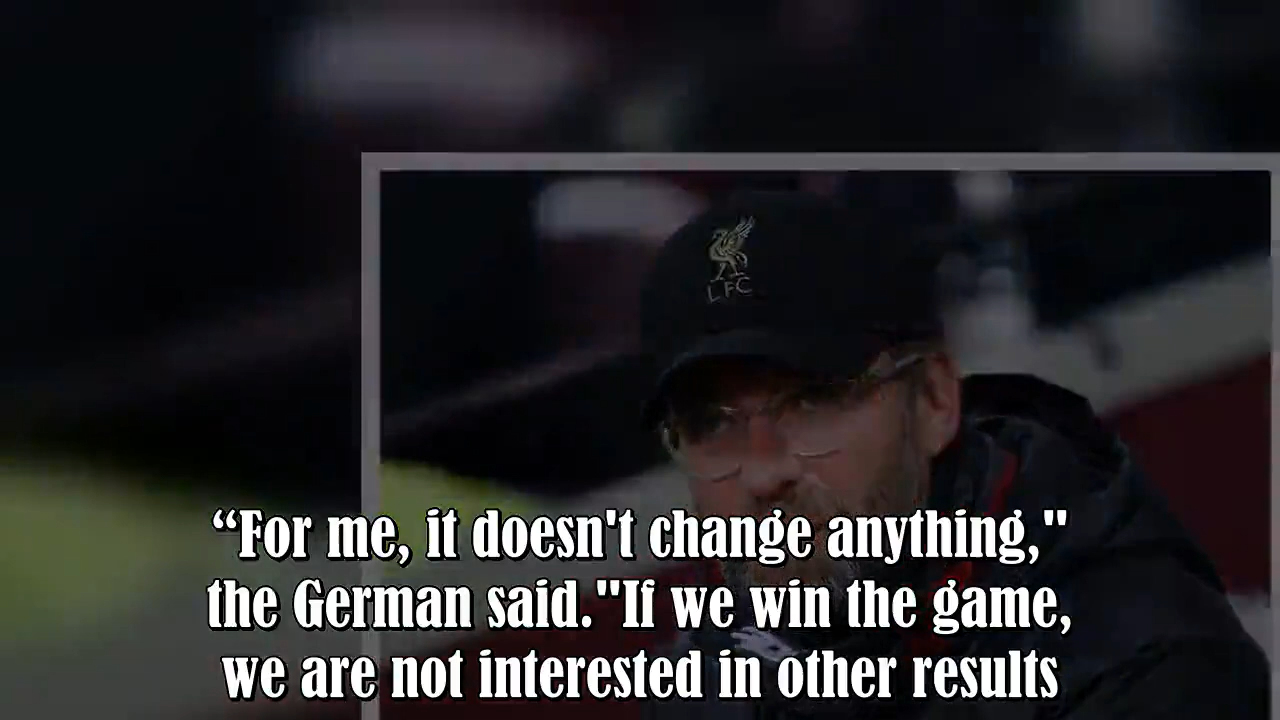 LFC
“For me, it doesn't change anything,"
the German said."If we win the game,
we are not interested in other results